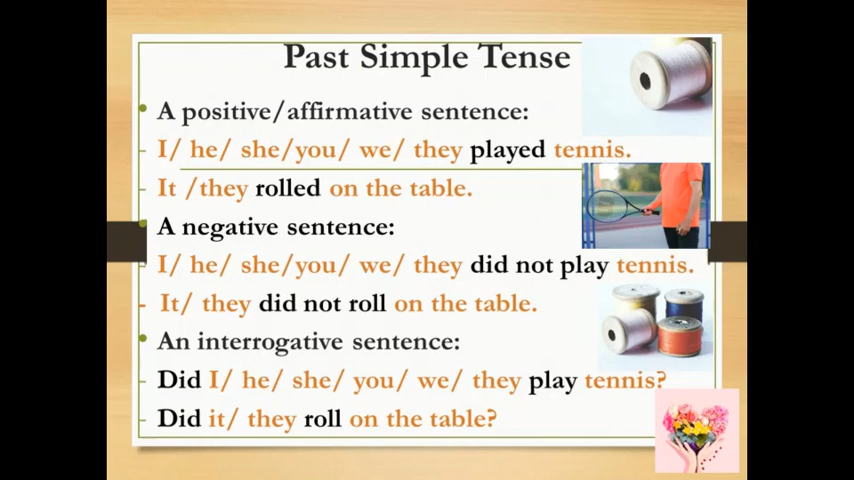 Past Simple Tense
• A positive/affirmative sentence:
- I/ he/ she/you/ we/ they played tennis.
- It /they rolled on the table.
• A negative sentence:
- I/ he/ she/you/ we/ they did not play tennis.
- It/ they did not roll on the table.
• An interrogative sentence:
- Did I/ he/ she/ you/ we/ they play tennis?
- Did it/ they roll on the table?